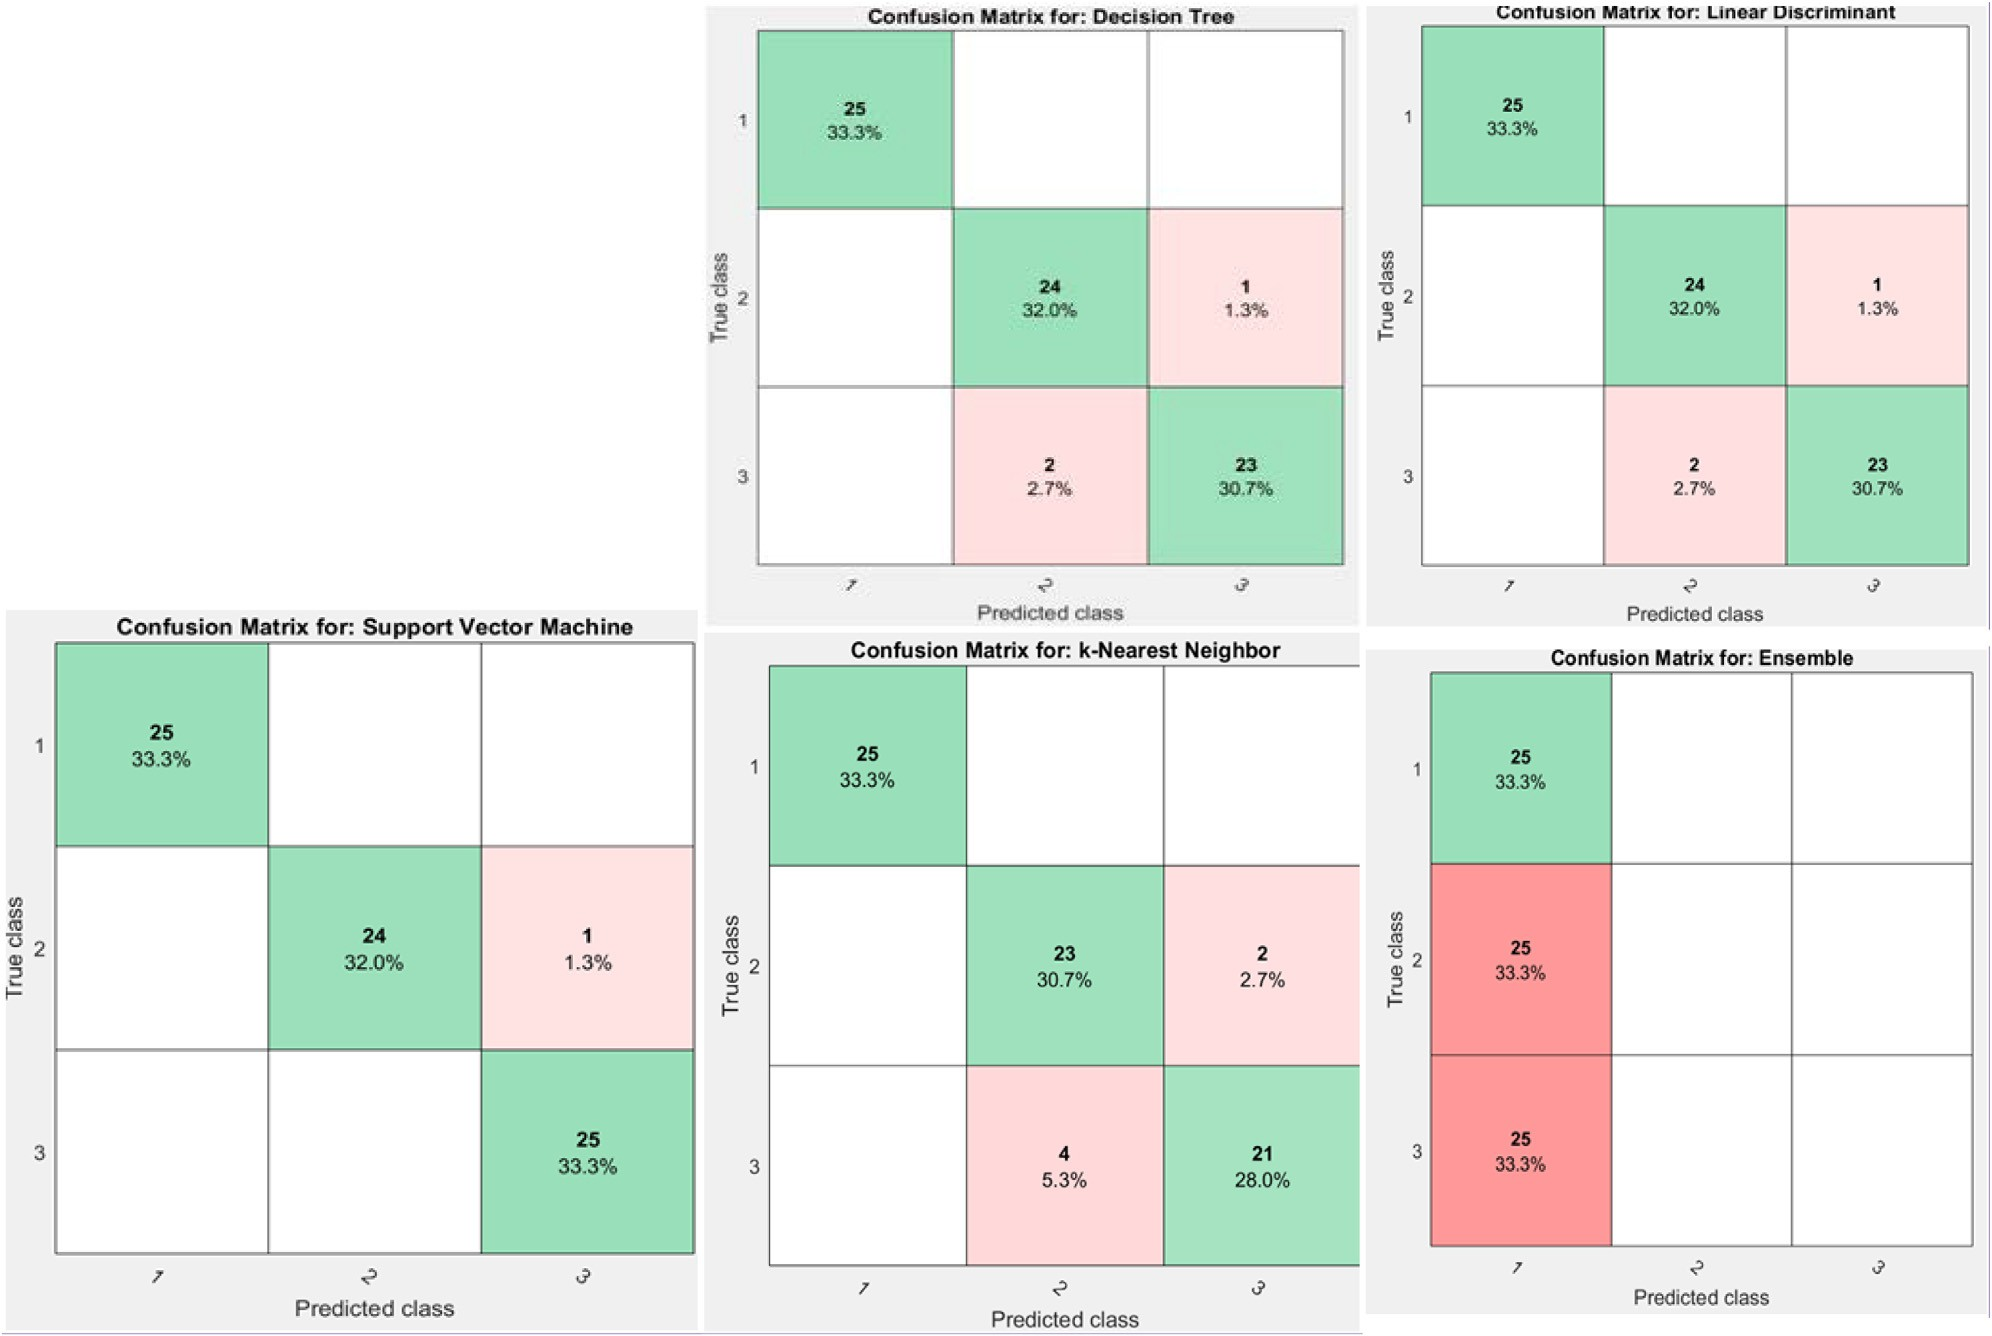 Confusion Matrix for: Decision Tree
25
33.3%
1
24
32.0%
1
1.3%
2
2
2.7%
23
30.7%
3
True class
1 2 3
Predicted class
Confusion Matrix for: Linear Discriminant
25
33.3%
1
24
32.0%
1
1.3%
2
2
2.7%
23
30.7%
3
True class
1 2 3
Predicted class
Confusion Matrix for: Support Vector Machine
25
33.3%
1
24
32.0%
1
1.3%
2
25
33.3%
3
True class
1 2 3
Predicted class
Confusion Matrix for: k-Nearest Neighbor
25
33.3%
1
23
30.7%
2
2.7%
2
4
5.3%
21
28.0%
3
True class
1 2 3
Predicted class
Confusion Matrix for: Ensemble
25
33.3%
1
25
33.3%
2
25
33.3%
3
True class
1 2 3
Predicted class